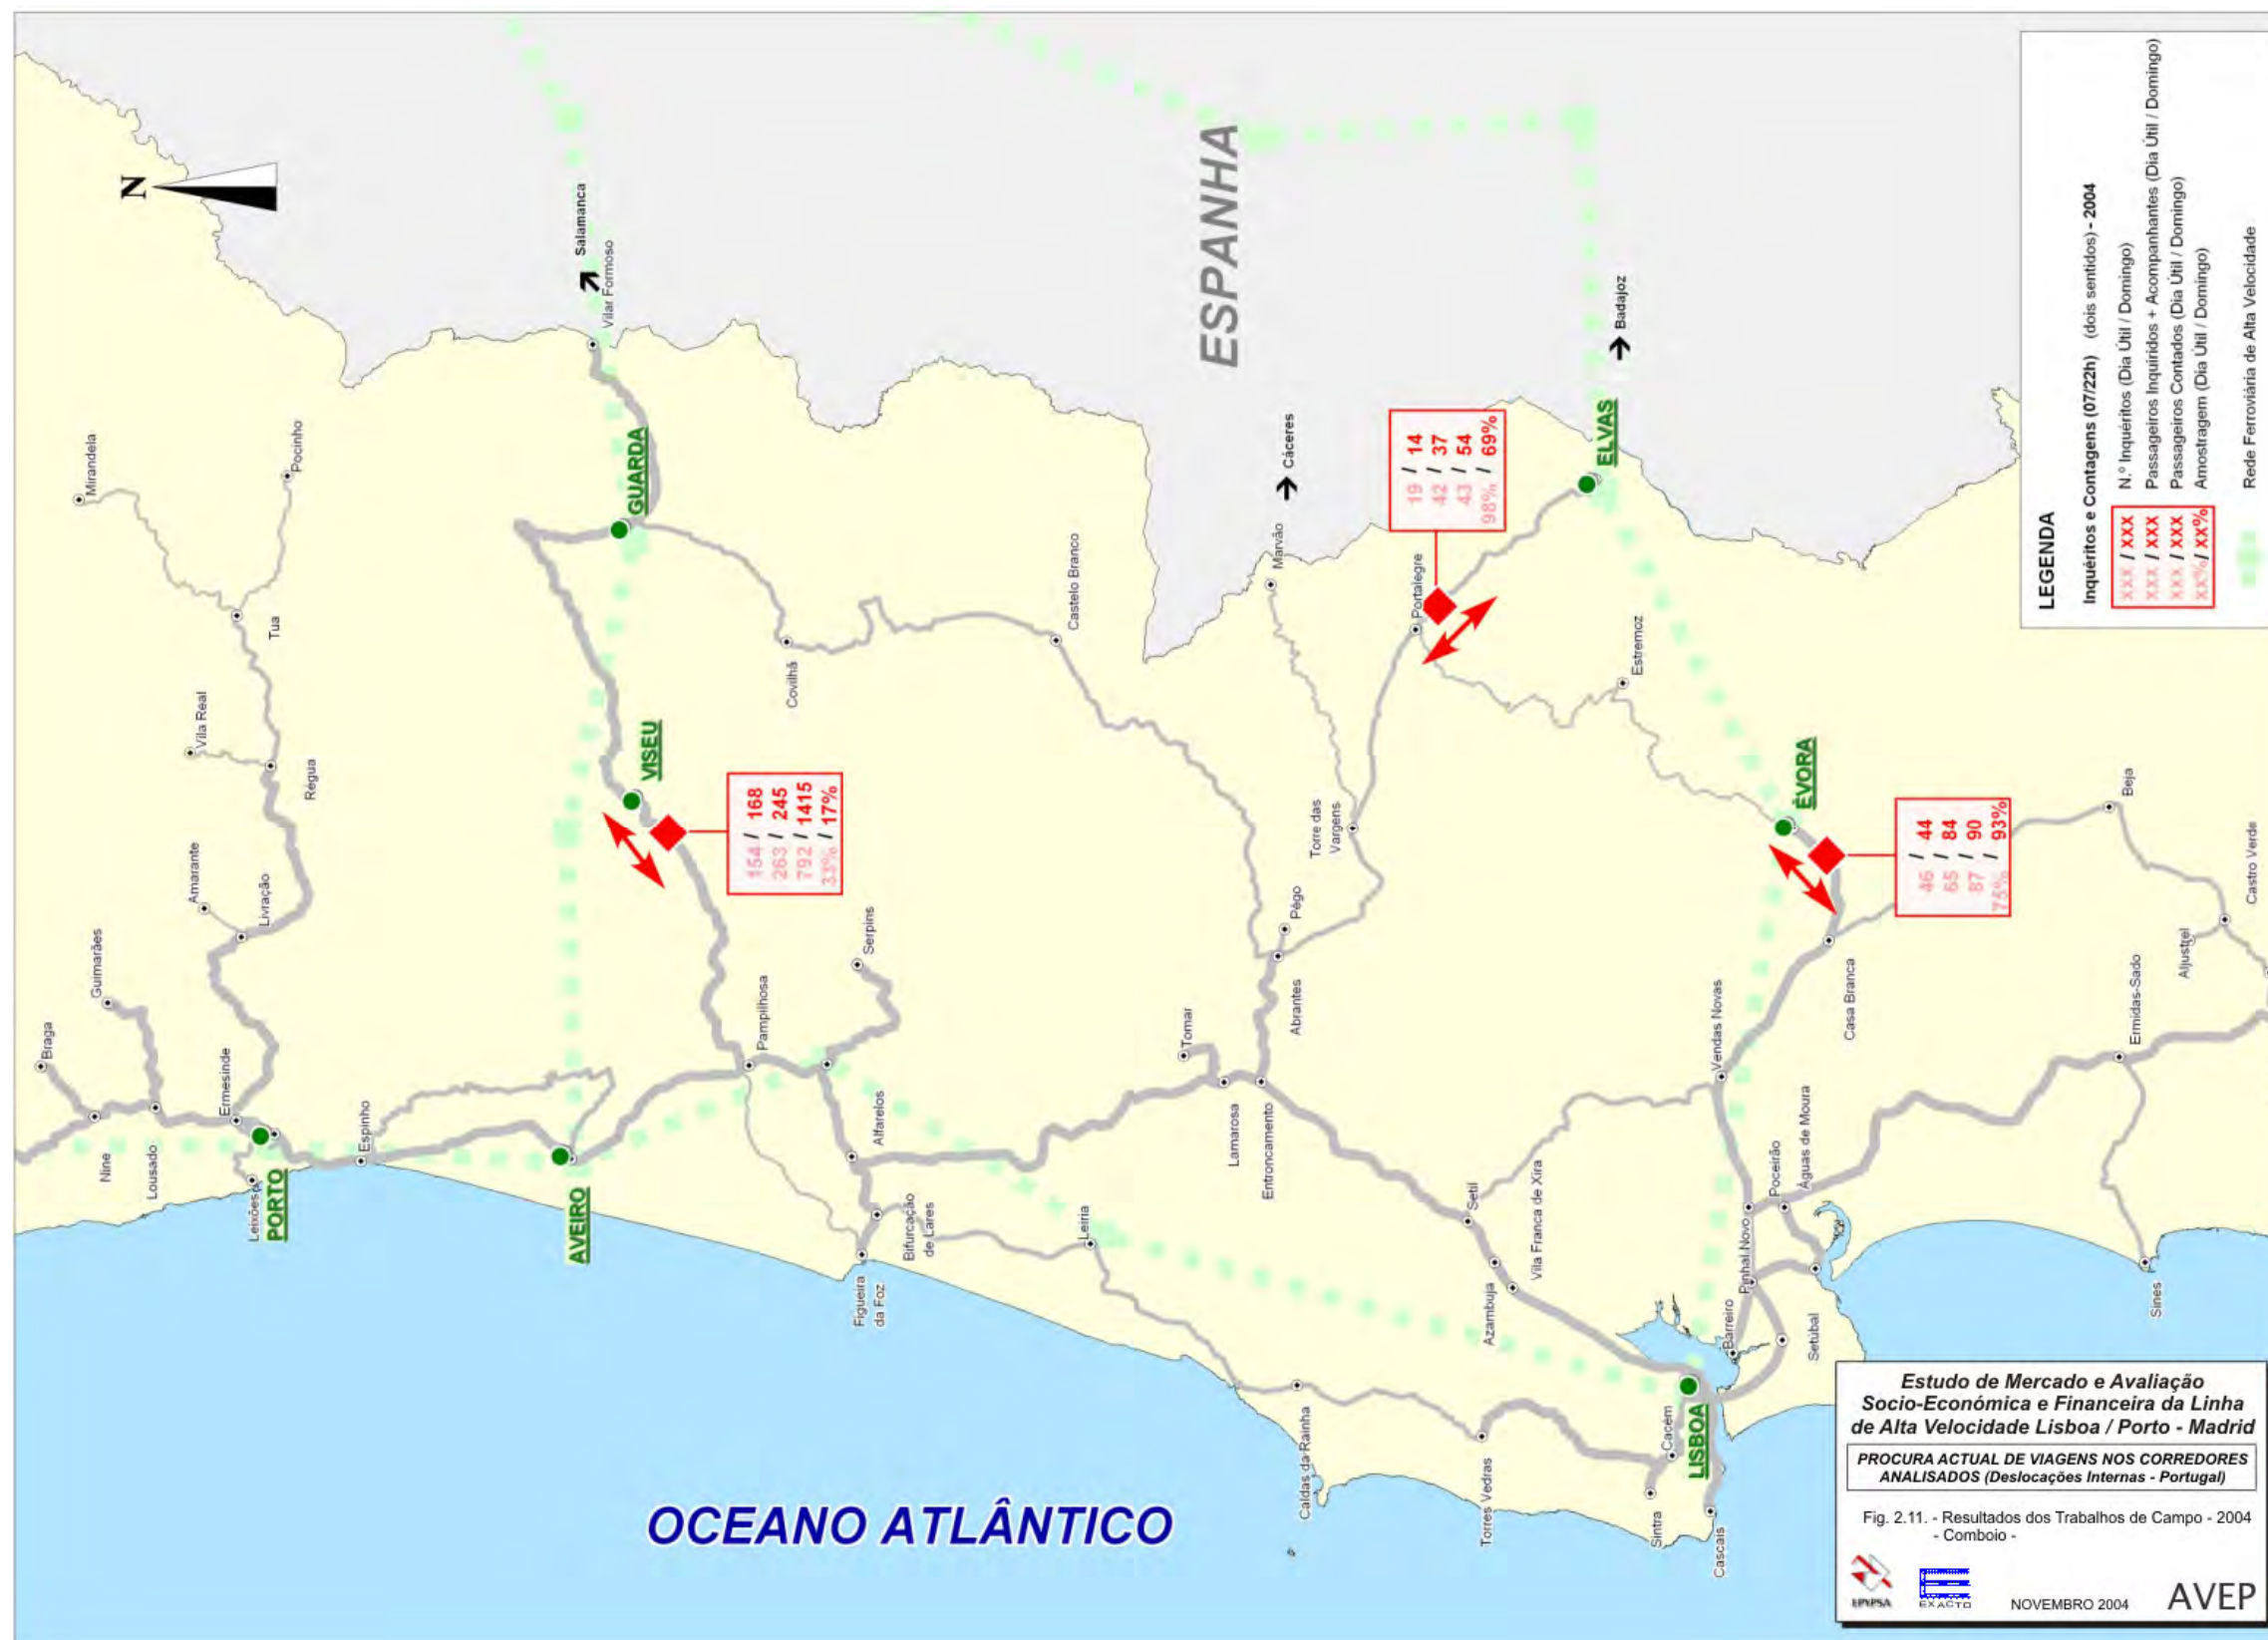 N
Salamanca
Vilar Formoso
Mirandela
Pocinho
Tua
Vila Real
Régua
Amarante
Livração
Guimarães
Braga
Ermesinde
Nine
Lousado
Leixões
PORTO
Espinho
AVEIRO
VISEU
GUARDA
154 / 168
263 / 245
792 / 1415
33% / 17%
Covilhã
Castelo Branco
Serpins
Pampilhosa
Alfarelos
Bifurcação
de Lares
Figueira
da Foz
Leiria
Tomar
Lamarosa
Entroncamento
Abrantes
Pêgo
Torre das
Vargens
Marvão
Cáceres
ESPANHA
Portalegre
19 / 14
42 / 37
43 / 54
98% / 69%
ELVAS
Badajoz
Estremoz
ÉVORA
46 / 44
65 / 84
87 / 90
75% / 93%
Beja
Castro Verde
Aljustrel
Ermidas-Sado
Casa Branca
Vendas Novas
Setil
Vila Franca de Xira
Azambuja
Poceirão
Águas de Moura
Pinhal Novo
Barreiro
Setúbal
Sines
Caldas da Rainha
Torres Vedras
Cacém
Sintra
Cascais
LISBOA
OCEANO ATLÂNTICO
LEGENDA
Inquéritos e Contagens (07/22h) (dois sentidos) - 2004
xxx / xxx N.º Inquéritos (Dia Útil / Domingo)
xxx / xxx Passageiros Inquiridos + Acompanhantes (Dia Útil / Domingo)
xxx / xxx Passageiros Contados (Dia Útil / Domingo)
xx% / xx% Amostragem (Dia Útil / Domingo)
Rede Ferroviária de Alta Velocidade
Estudo de Mercado e Avaliação
Socio-Económica e Financeira da Linha
de Alta Velocidade Lisboa / Porto - Madrid
PROCURA ACTUAL DE VIAGENS NOS CORREDORES
ANALISADOS (Deslocações Internas - Portugal)
Fig. 2.11. - Resultados dos Trabalhos de Campo - 2004
- Comboio -
EPYPSA
EXACTO
NOVEMBRO 2004
AVEP